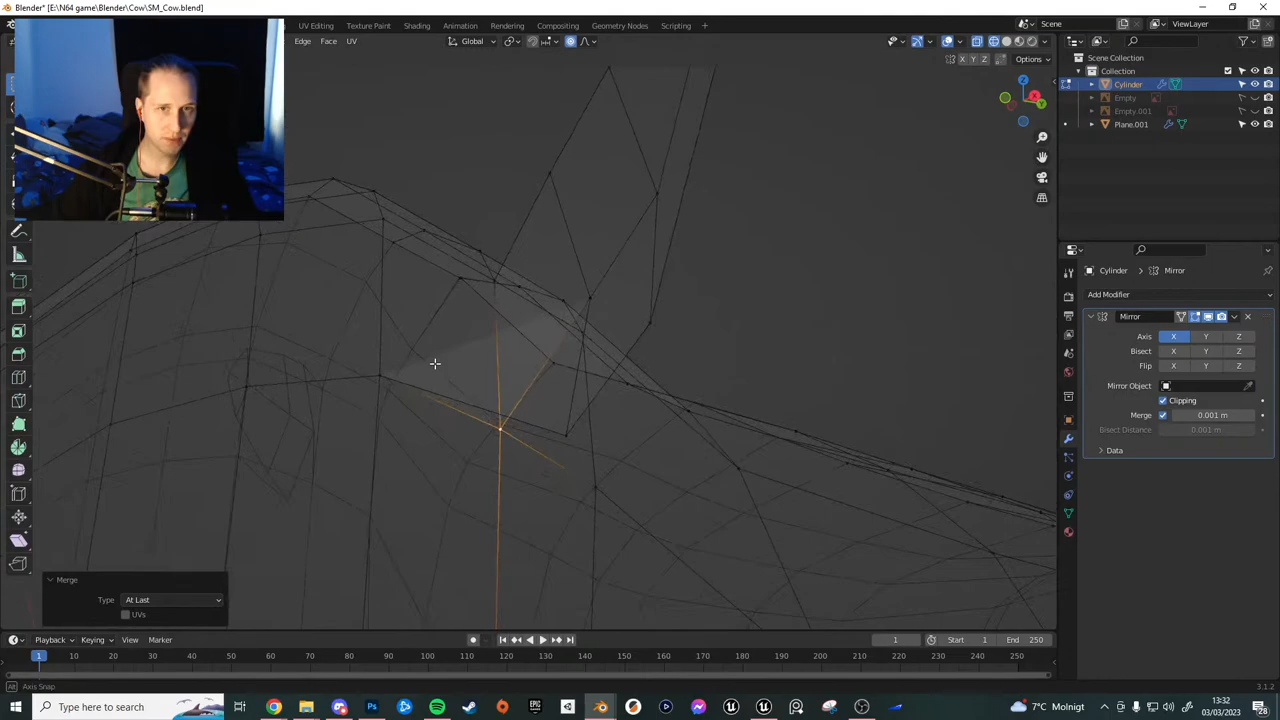 Blender* [E:\N64 game\Blender\Cow\SM_Cow.blend]
UV Editing Texture Paint Shading Animation Rendering Compositing Geometry Nodes Scripting
Scene
ViewLayer
Edge Face UV
Global
X Y Z
Options
Scene Collection
Collection
Cylinder
Empty
Empty.001
Plane.001
Z
Y
Cylinder
Mirror
Add Modifier
Mirror
Axis X Y Z
Bisect X Y Z
Flip X Y Z
Mirror Object
Clipping
Merge 0.001 m
Bisect Distance 0.001 m
Data
Merge
Type At Last
UVs
Playback Keying View Marker
1
Start 1
End 250
1 10 20 30 40 50 60 70 80 90 100 110 120 130 140 150 160 170 180 190 200 210 220 230 240 250
Alt Axis Snap
3.1.2
Type here to search
7°C Molnigt
13:32
03/03/2023